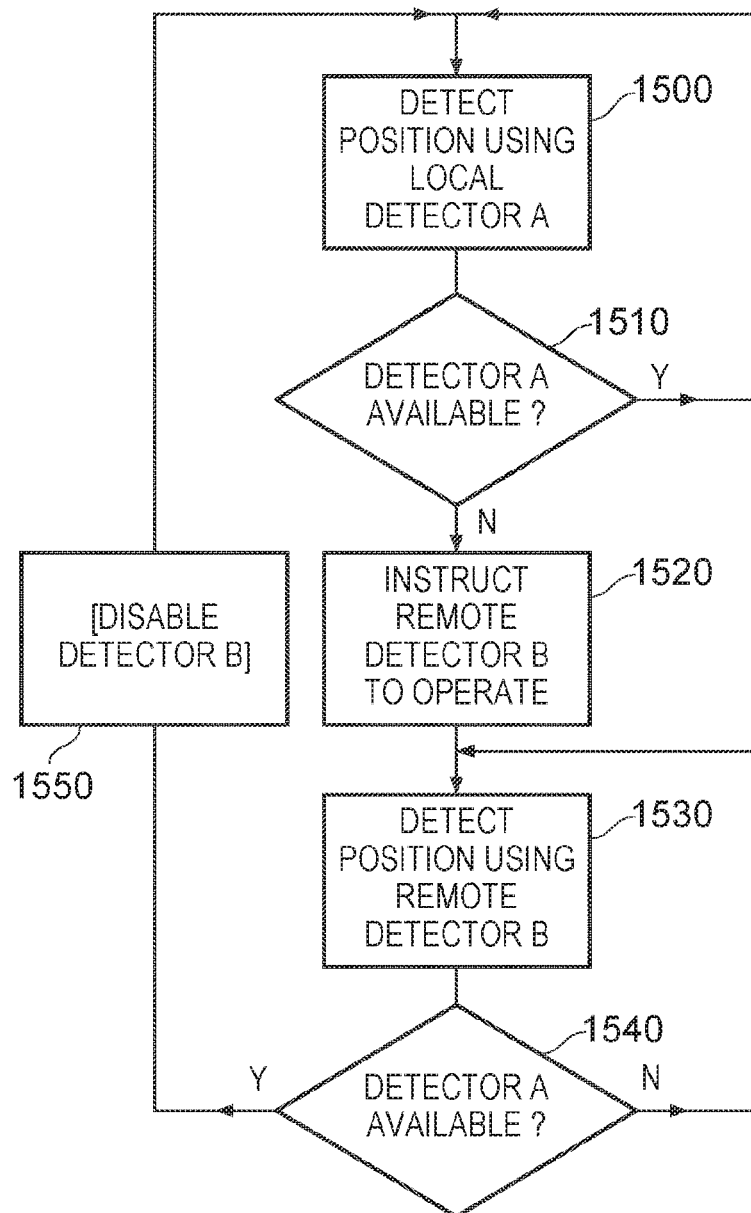 DETECT
POSITION USING
LOCAL
DETECTOR A
1500
DETECTOR A
AVAILABLE ?
1510
Y
N
INSTRUCT
REMOTE
DETECTOR B
TO OPERATE
1520
[DISABLE
DETECTOR B]
1550
DETECT
POSITION USING
REMOTE
DETECTOR B
1530
DETECTOR A
AVAILABLE ?
1540
Y
N